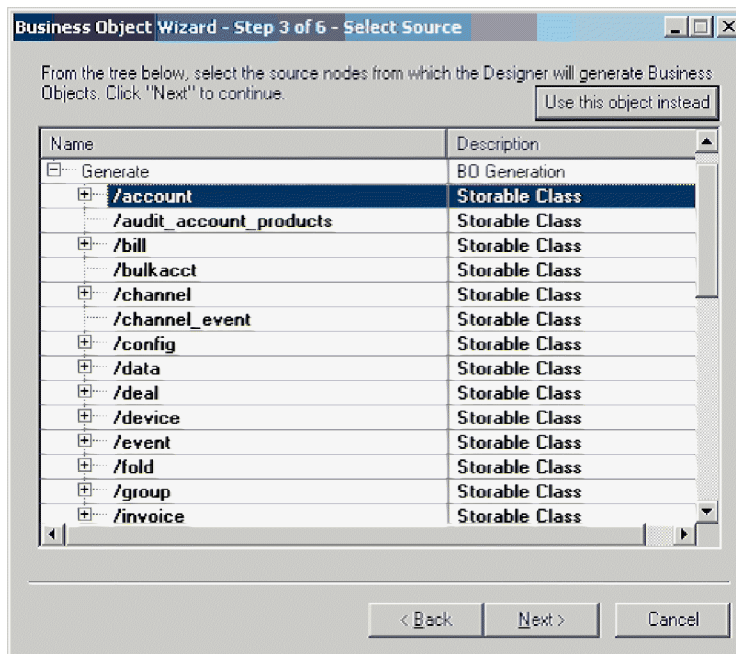 Business Object Wizard - Step 3 of 6 - Select Source
From the tree below, select the source nodes from which the Designer will generate Business
Objects. Click "Next" to continue.
Use this object instead
Name Description
Generate BO Generation
/account Storable Class
/audit_account_products Storable Class
/bill Storable Class
/bulkacct Storable Class
/channel Storable Class
/channel_event Storable Class
/config Storable Class
/data Storable Class
/deal Storable Class
/device Storable Class
/event Storable Class
/fold Storable Class
/group Storable Class
/invoice Storable Class
< Back Next > Cancel